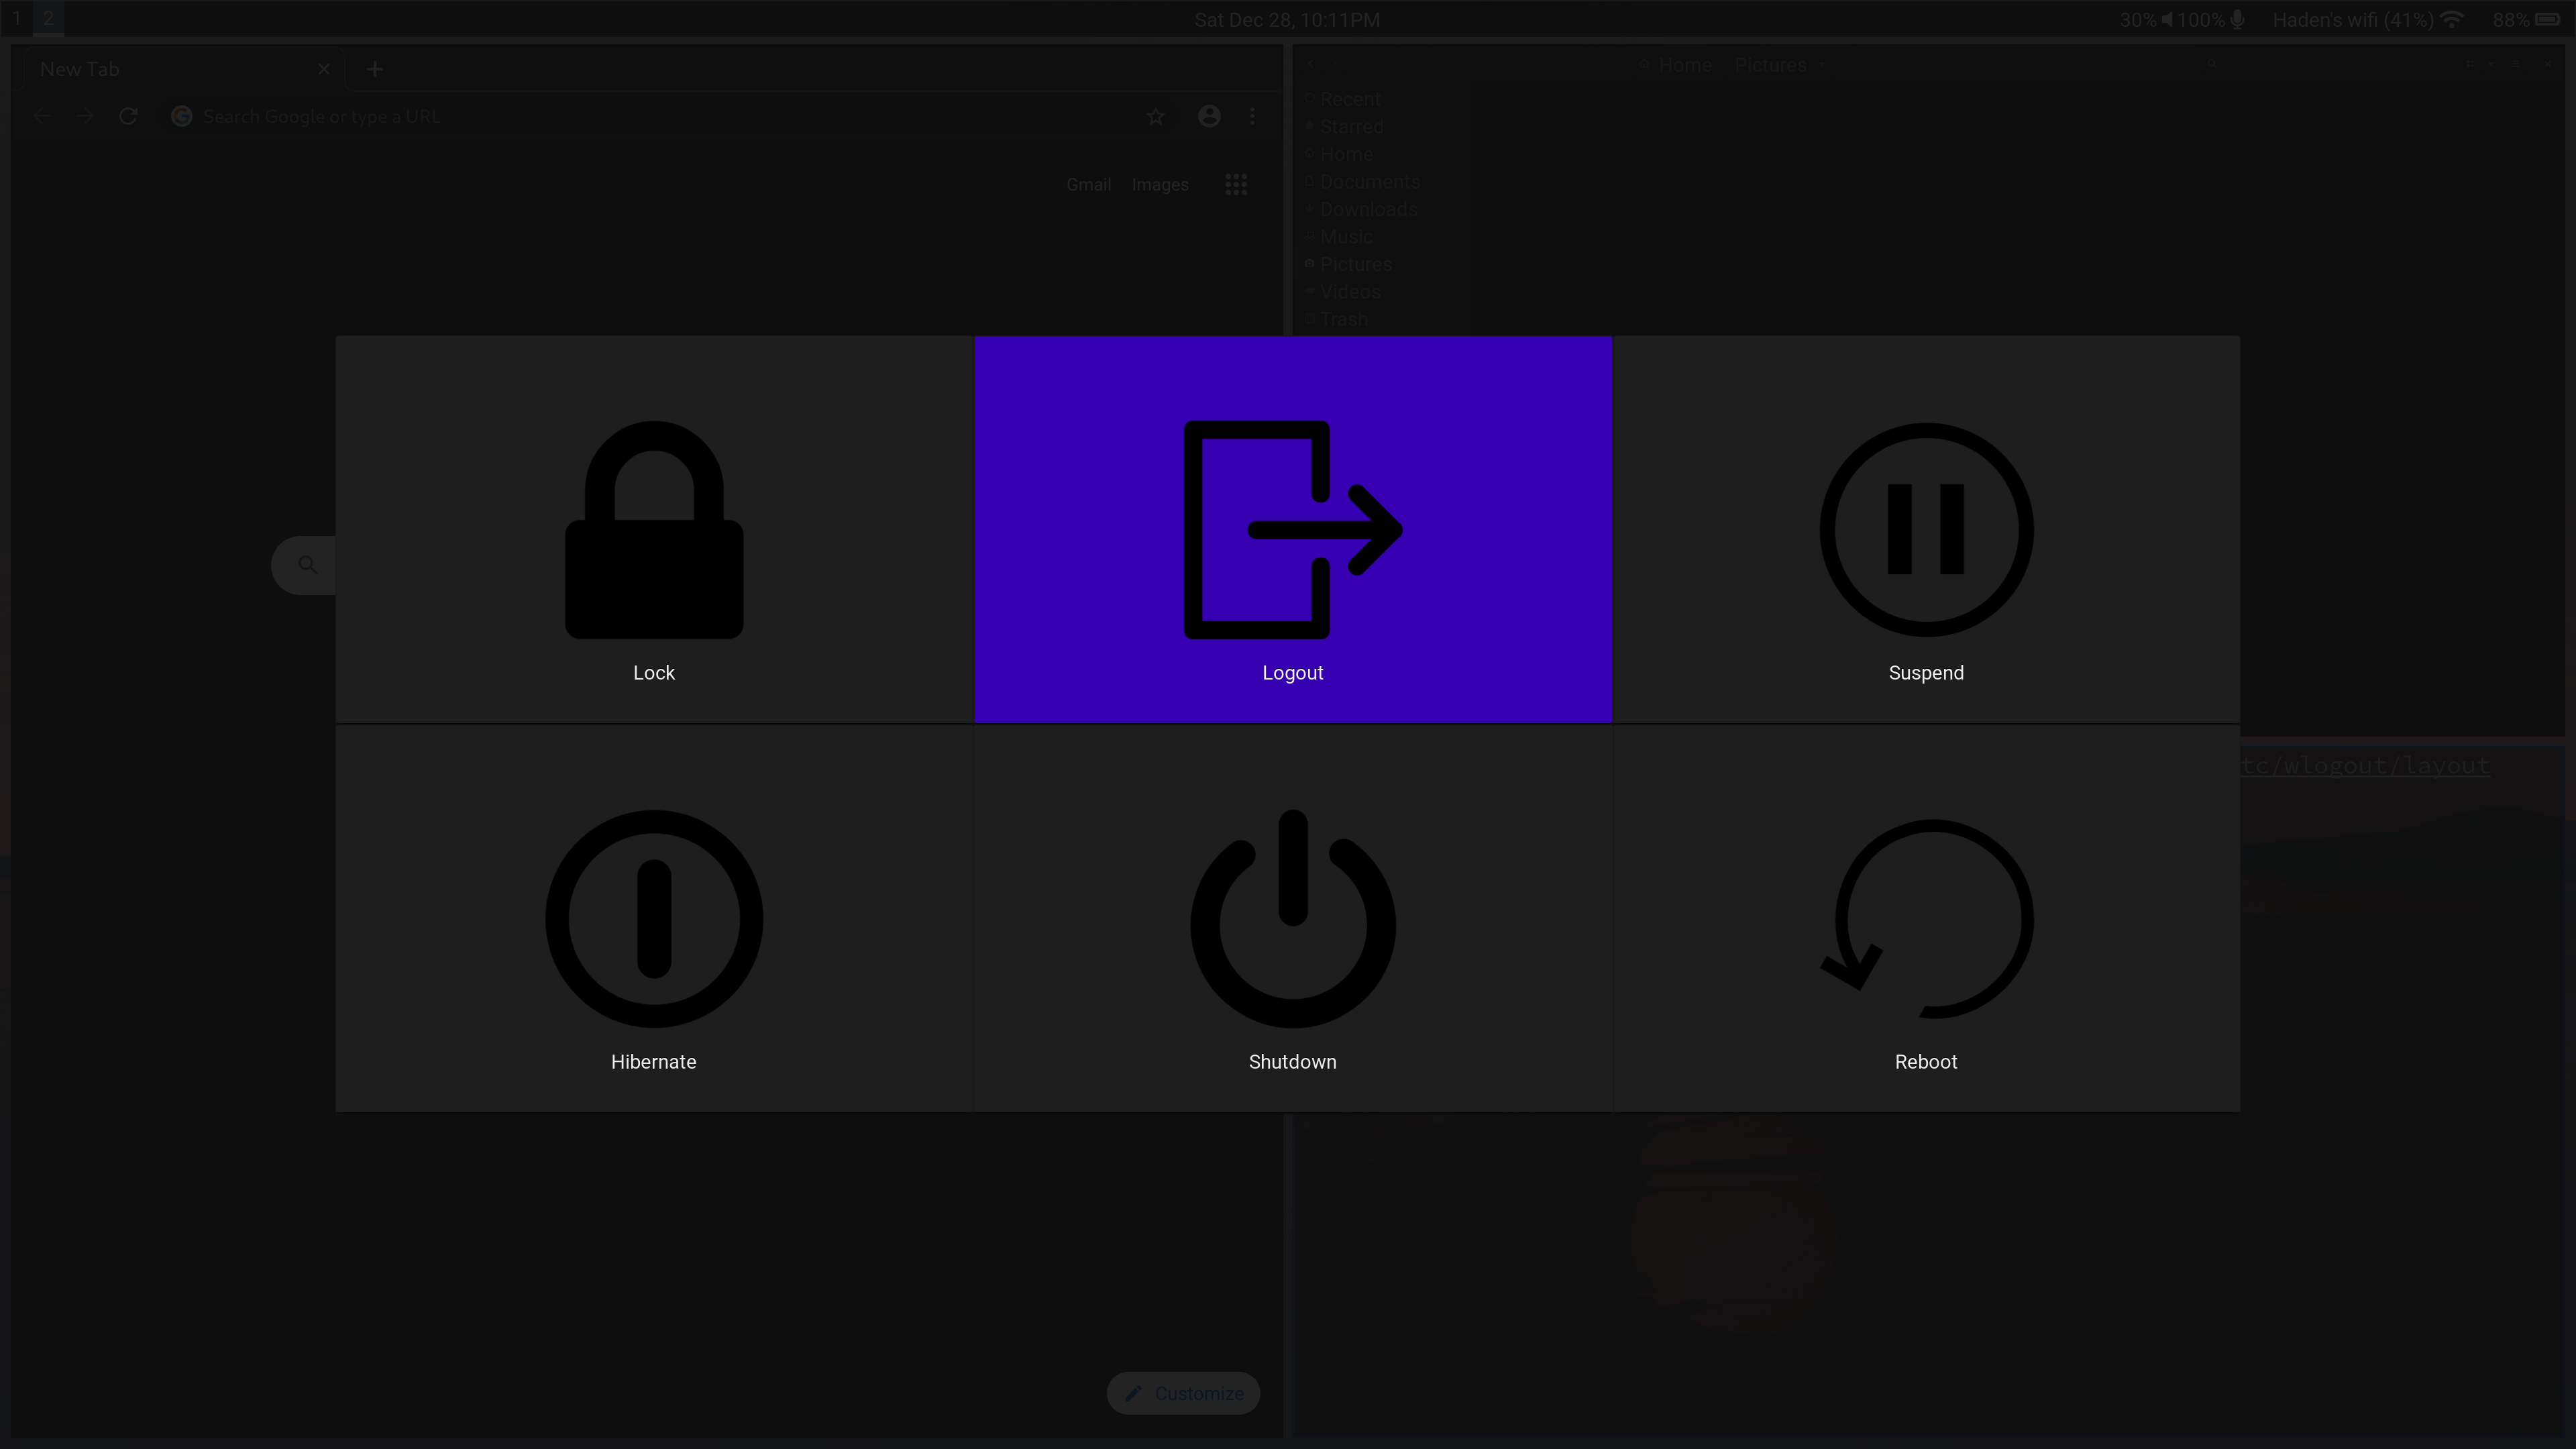 1 2 Sat Dec 28, 10:11PM 30% 100% Haden's wifi (41%) 88%
New Tab
Search Google or type a URL
Gmail Images
Home Pictures
Recent
Starred
Home
Documents
Downloads
Music
Pictures
Videos
Trash
Lock Logout Suspend
tc/wlogout/layout
Hibernate Shutdown Reboot
Customize